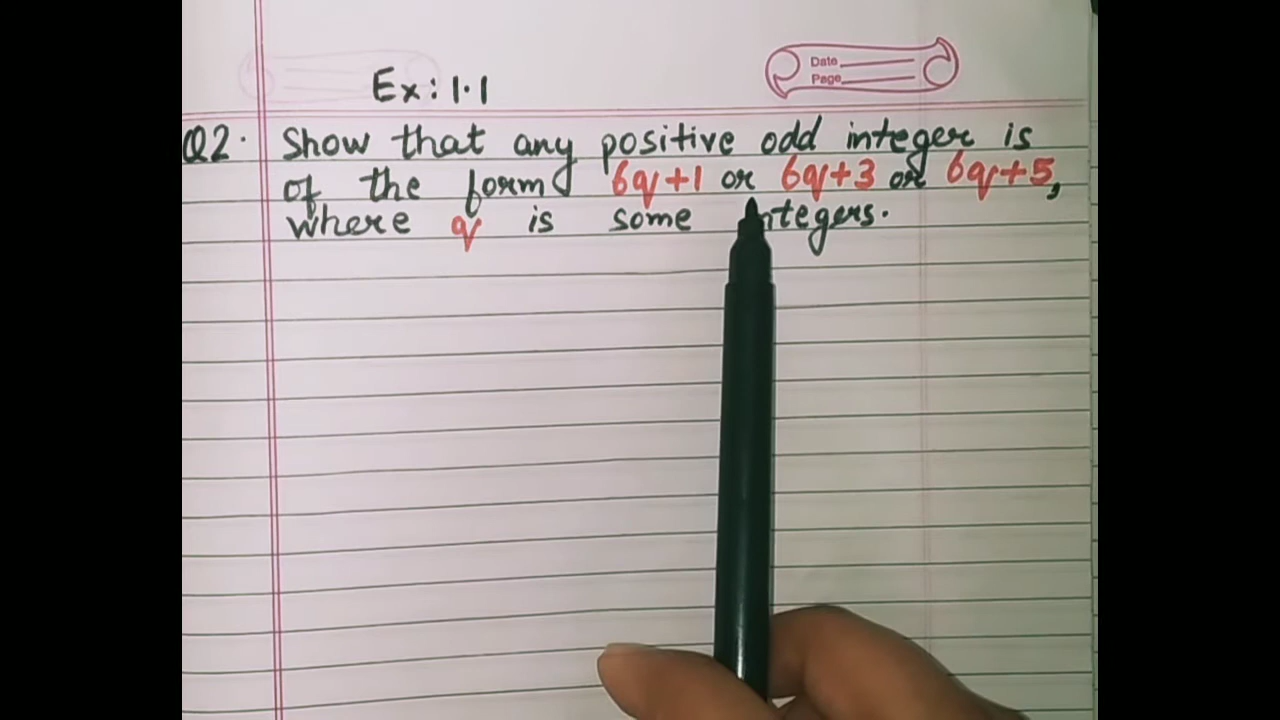 Date
Page
Ex: 1.1
Q2. Show that any positive odd integer is
of the form 6q+1 or 6q+3 or 6q+5,
where q is some integers.